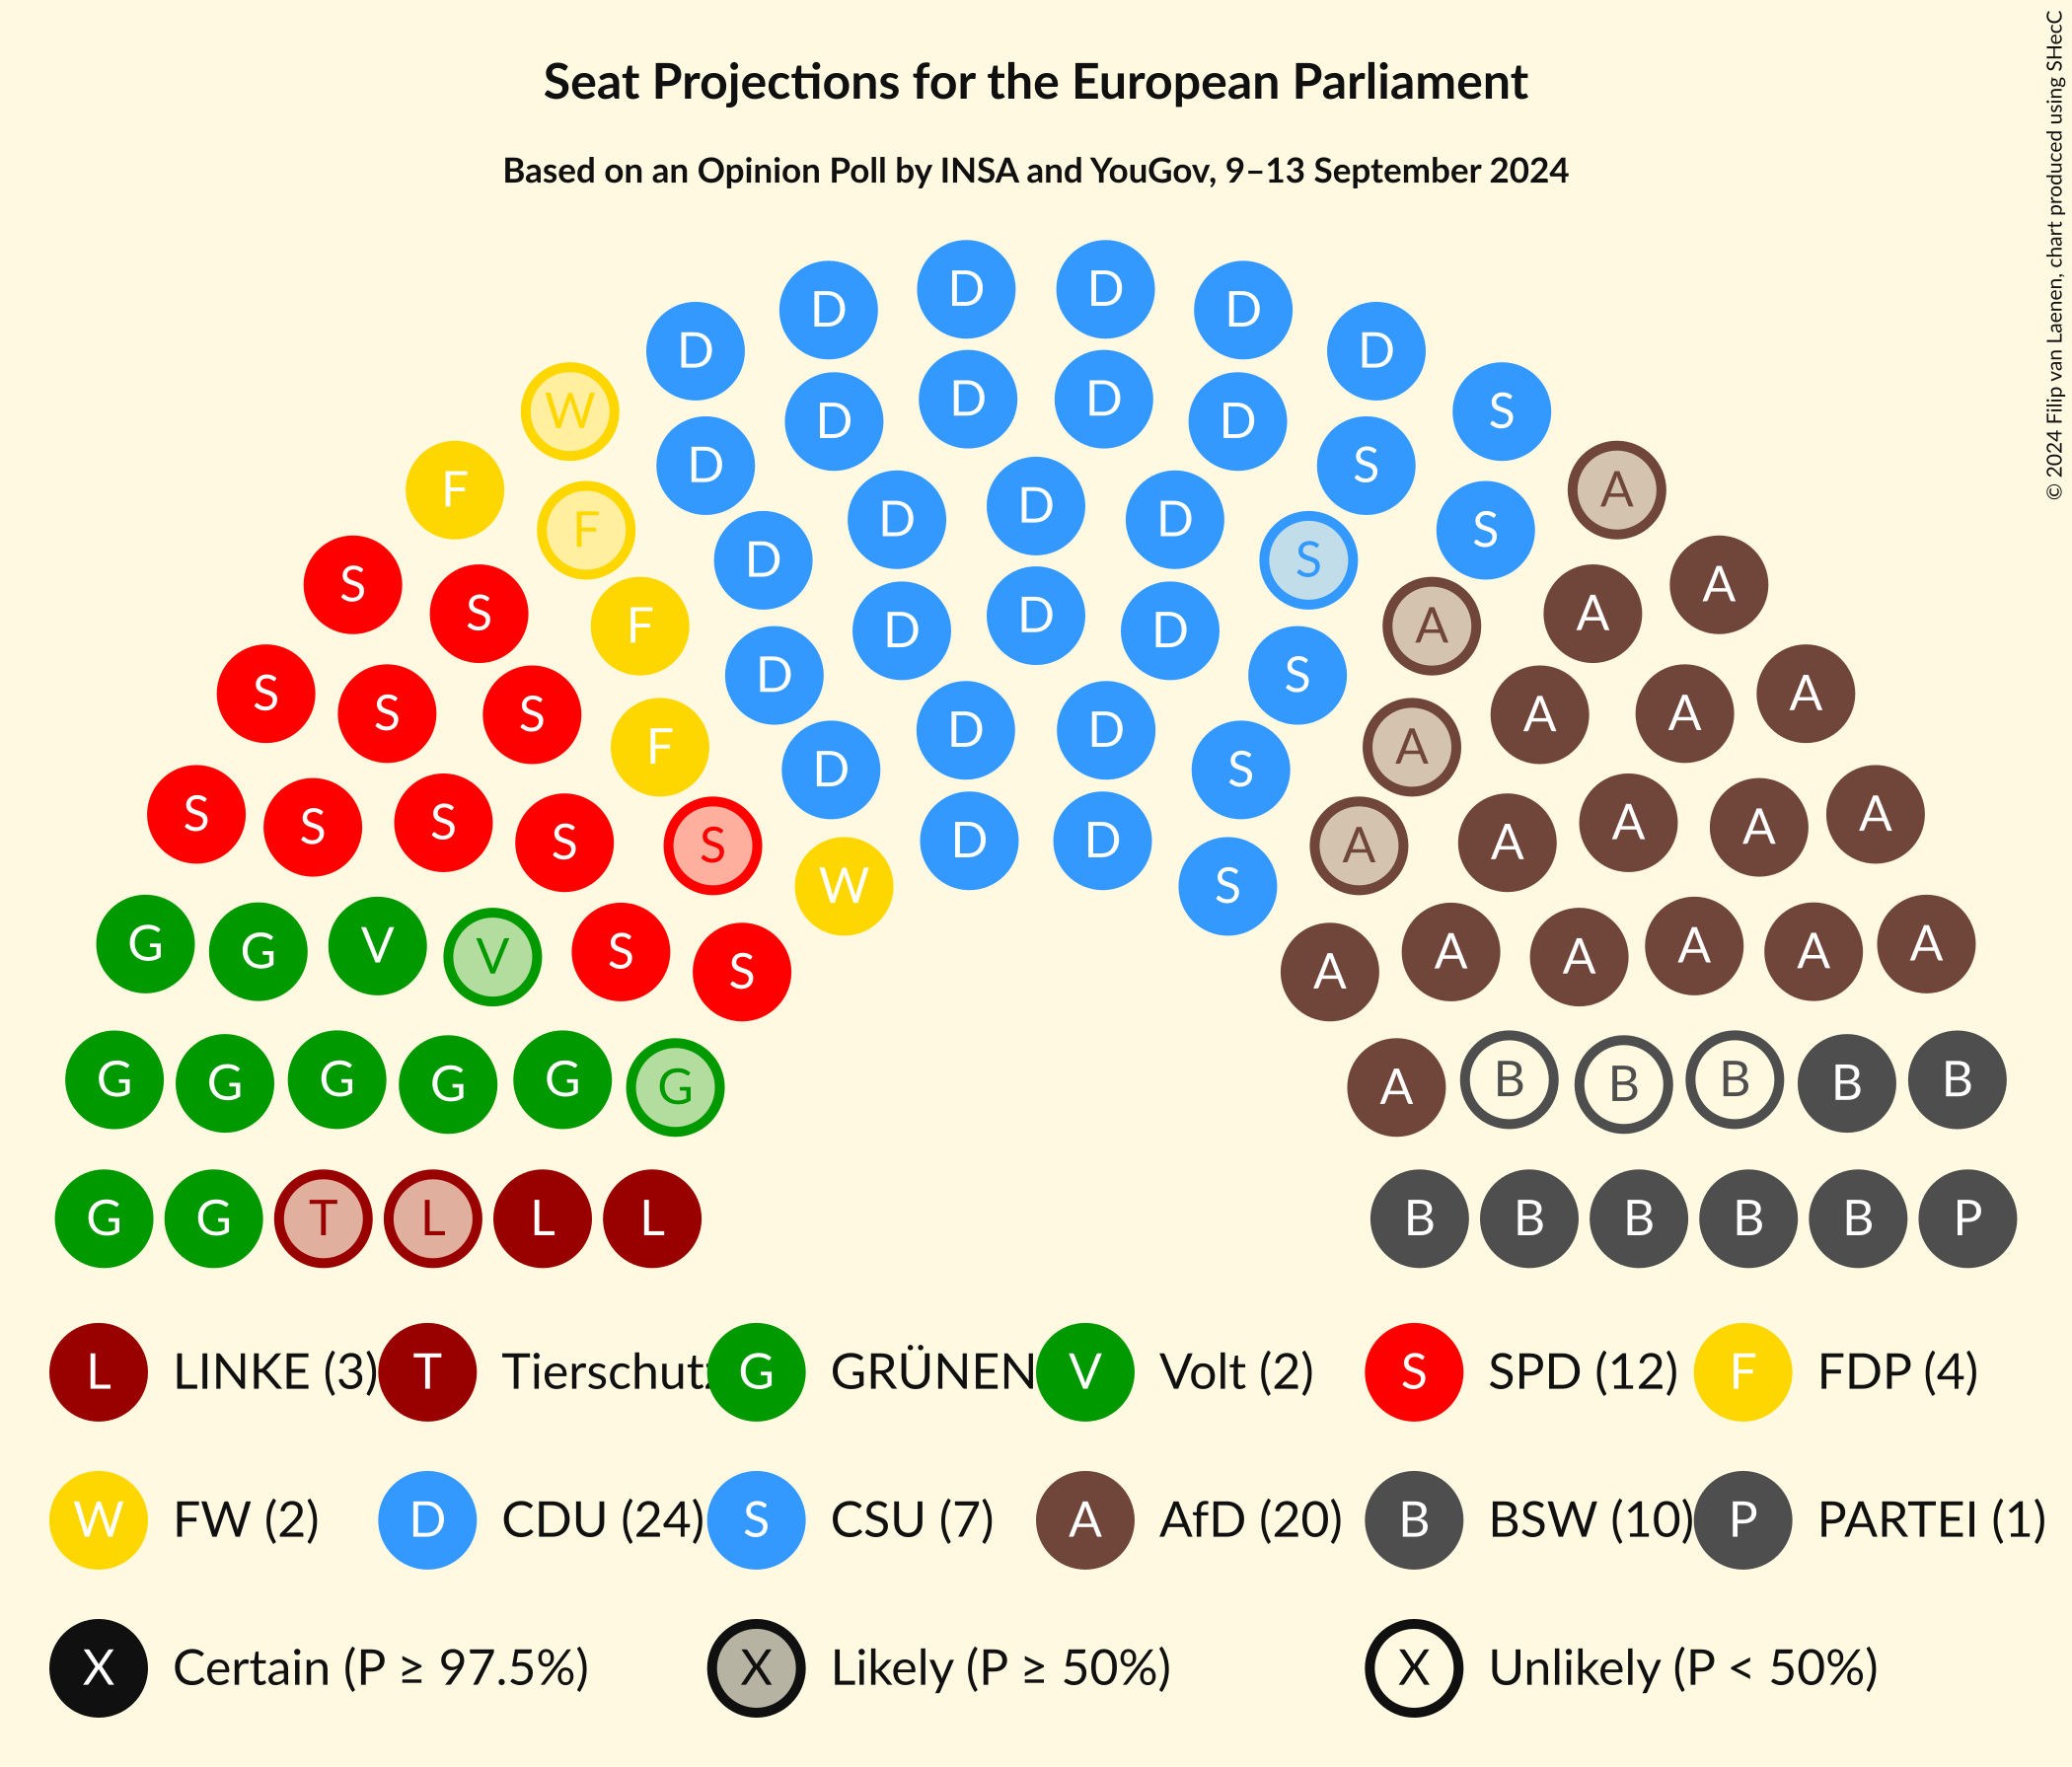 Seat Projections for the European Parliament
Based on an Opinion Poll by INSA and YouGov, 9–13 September 2024
© 2024 Filip van Laenen, chart produced using SHecC
D D D D
D D
W S
D D D D
F A
D S
D D D
F S
S A
D S
S A
D D D
F A
D S
S A
S S A A
D D
F A
D S
S A
D D
S S A A
S S A A
W S
G V A A
G V A A
S S A A
G G G G G G A B B B B B
G G T L L L B B B B B P
L LINKE (3) T Tierschutz G GRÜNEN V Volt (2) S SPD (12) F FDP (4)
W FW (2) D CDU (24) S CSU (7) A AfD (20) B BSW (10) P PARTEI (1)
X Certain (P ≥ 97.5%) X Likely (P ≥ 50%) X Unlikely (P < 50%)